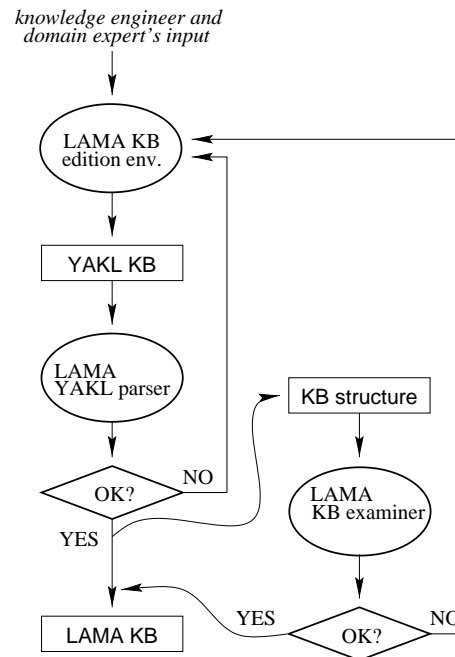 knowledge engineer and
domain expert's input
LAMA KB
edition env.
YAKL KB
LAMA
YAKL parser
OK?
NO
YES
LAMA KB
KB structure
LAMA
KB examiner
YES
OK?
NO